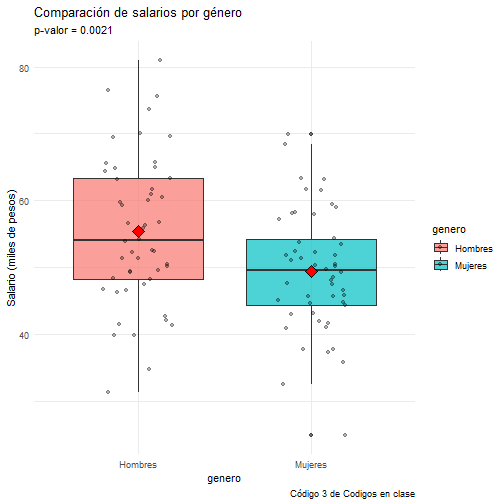 Comparación de salarios por género
p-valor = 0.0021
Salario (miles de pesos)
80
60
40
Hombres
Mujeres
genero
genero
Hombres
Mujeres
Código 3 de Codigos en clase